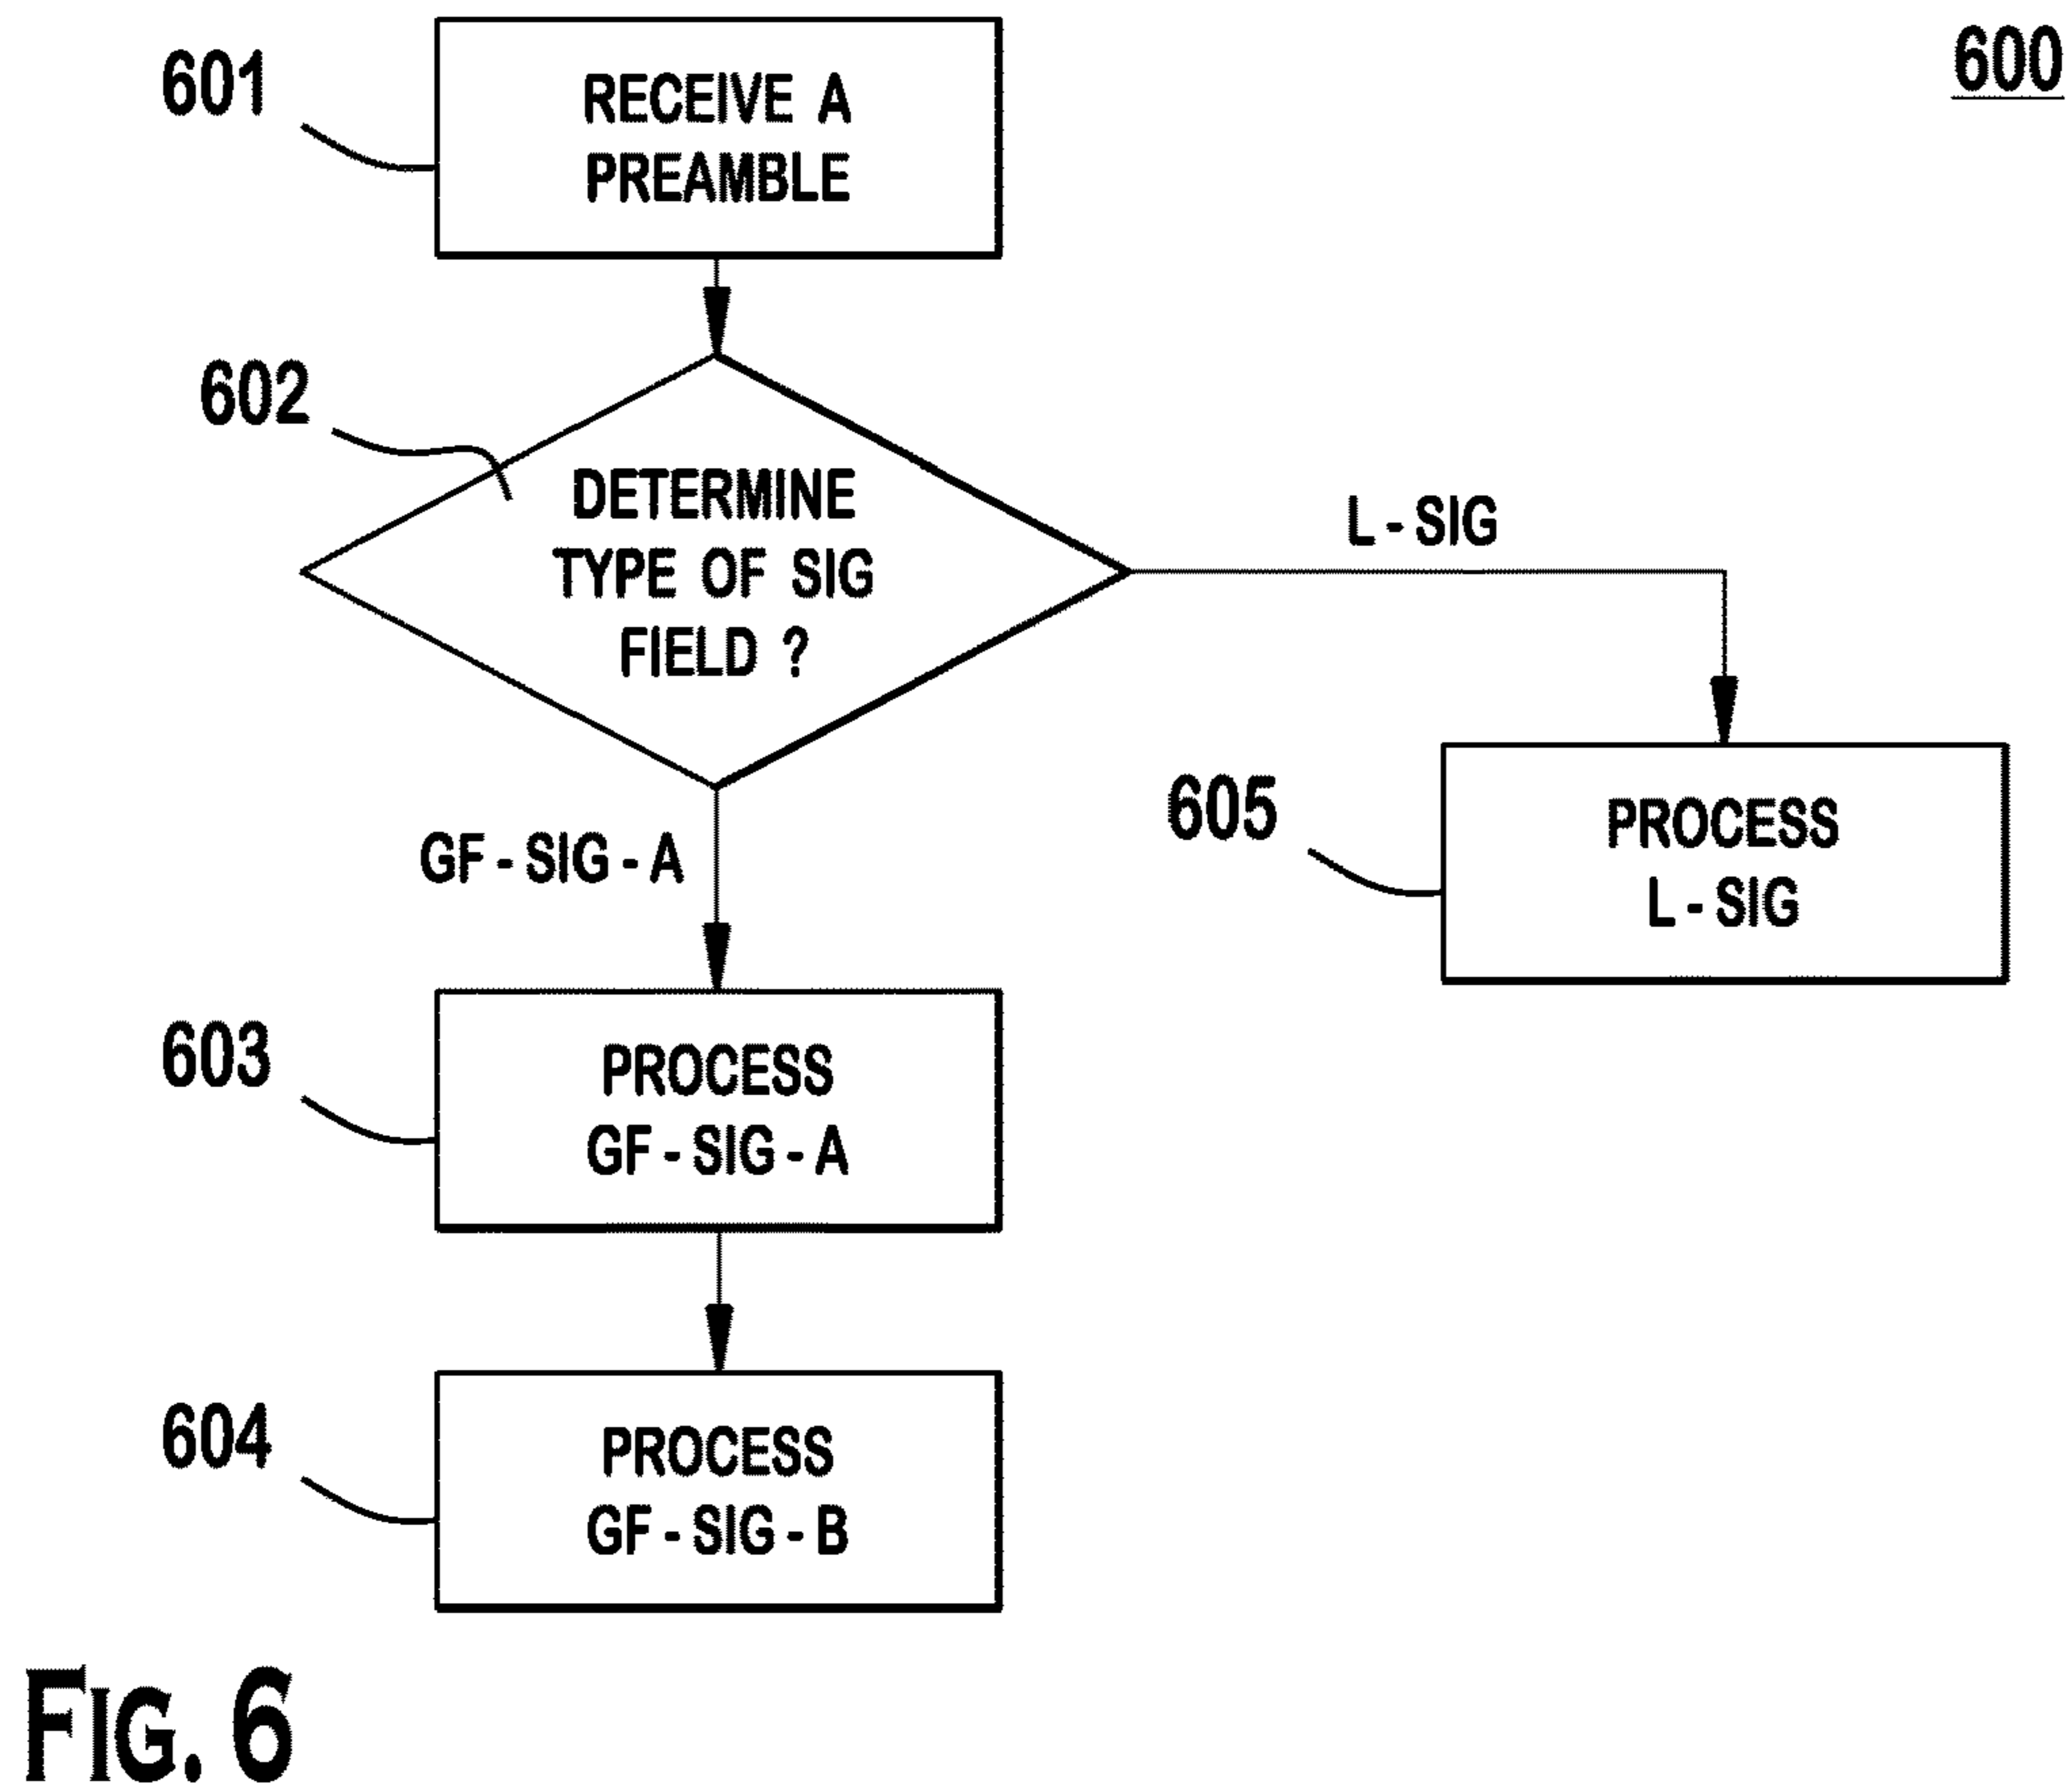 600
601
RECEIVE A
PREAMBLE
602
DETERMINE
TYPE OF SIG
FIELD ?
L - SIG
GF - SIG - A
605
PROCESS
L - SIG
603
PROCESS
GF - SIG - A
604
PROCESS
GF - SIG - B
FIG. 6